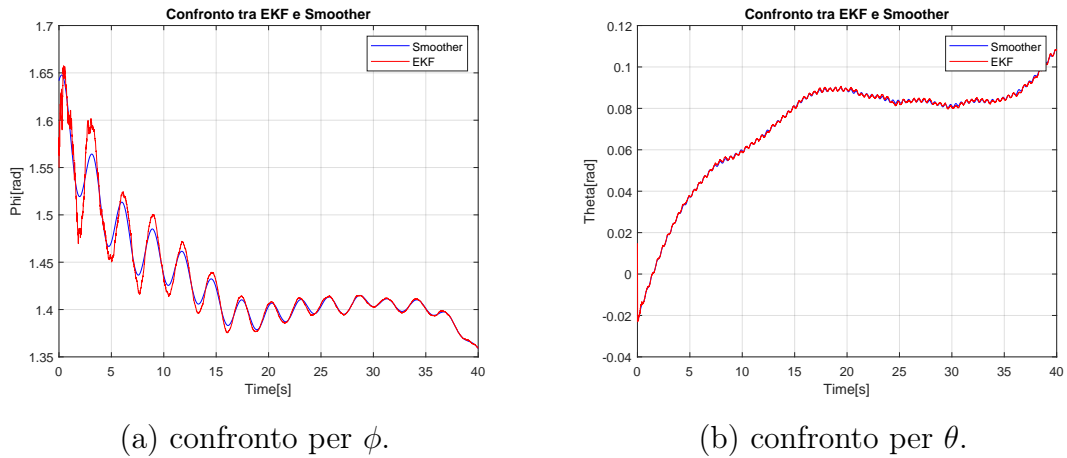 Confronto tra EKF e Smoother
1.7
1.65
1.6
1.55
1.5
1.45
1.4
1.35
Phi[rad]
Smoother
EKF
0 5 10 15 20 25 30 35 40
Time[s]
(a) confronto per ϕ.
Confronto tra EKF e Smoother
0.12
0.1
0.08
0.06
0.04
0.02
0
-0.02
-0.04
Theta[rad]
Smoother
EKF
0 5 10 15 20 25 30 35 40
Time[s]
(b) confronto per θ.